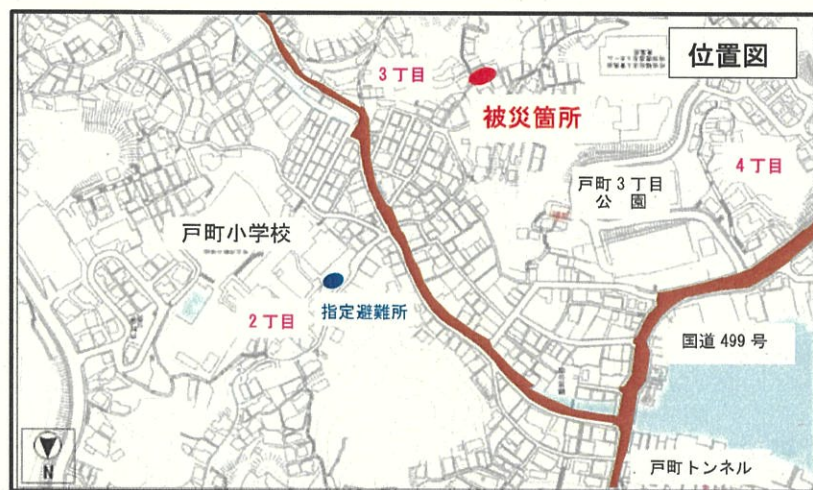 位置図
3丁目
被災箇所
4丁目
戸町3丁目
公園
戸町小学校
指定避難所
2丁目
国道499号
戸町トンネル
N